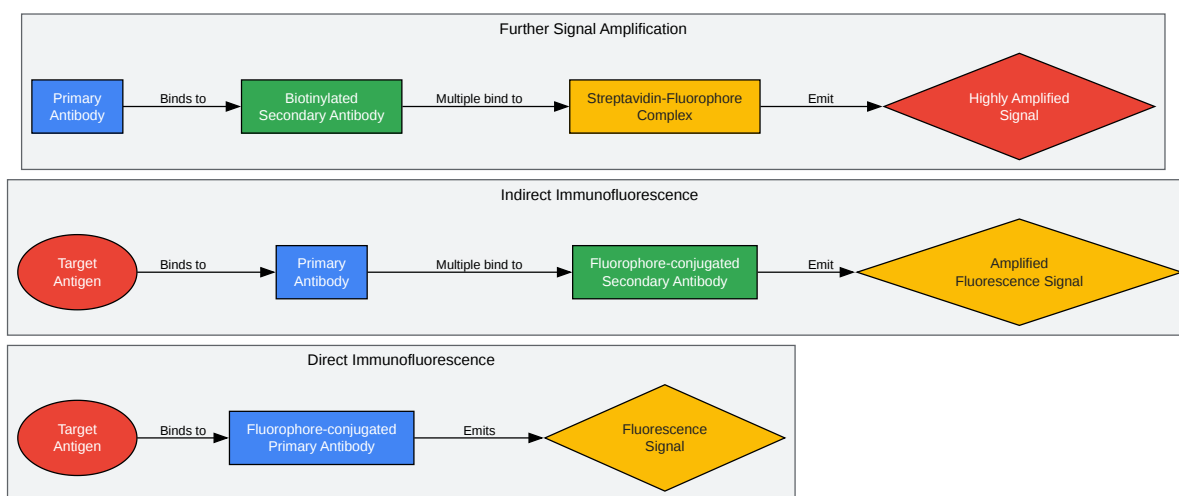 Further Signal Amplification
Primary
Antibody
Binds to
Biotinylated
Secondary Antibody
Multiple bind to
Streptavidin-Fluorophore
Complex
Emit
Highly Amplified
Signal
Indirect Immunofluorescence
Target
Antigen
Binds to
Primary
Antibody
Multiple bind to
Fluorophore-conjugated
Secondary Antibody
Emit
Amplified
Fluorescence Signal
Direct Immunofluorescence
Target
Antigen
Binds to
Fluorophore-conjugated
Primary Antibody
Emits
Fluorescence
Signal